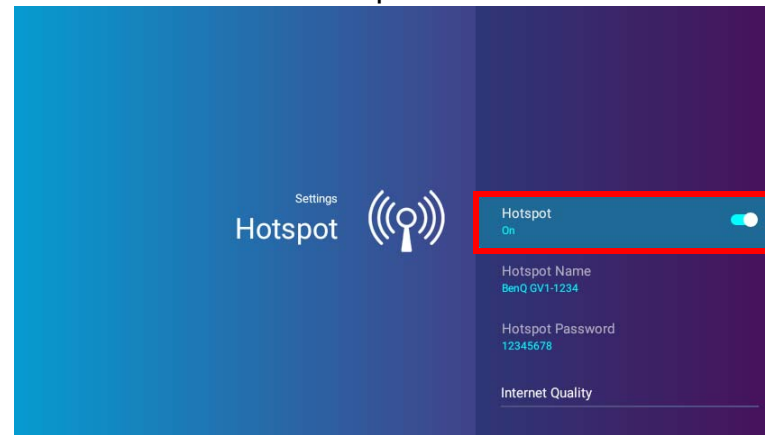 Settings
Hotspot
Hotspot
On
Hotspot Name
BenQ GV1-1234
Hotspot Password
12345678
Internet Quality